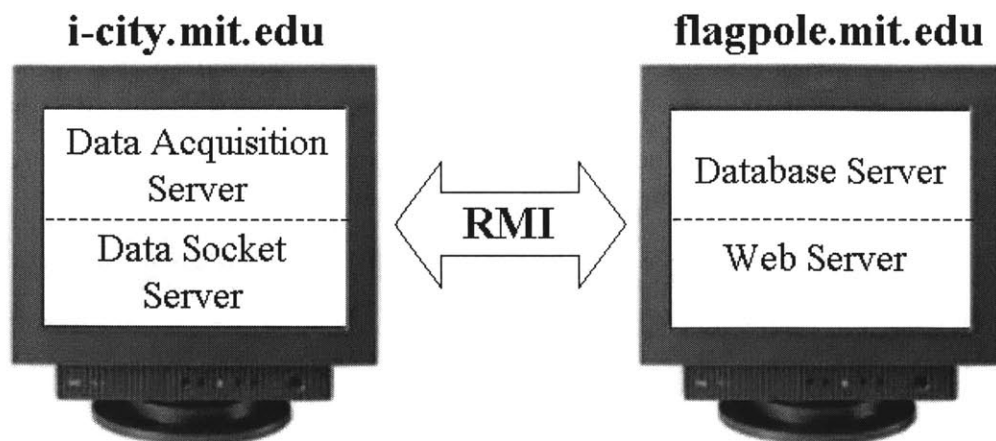 i-city.mit.edu
Data Acquisition
Server
Data Socket
Server
RMI
flagpole.mit.edu
Database Server
Web Server